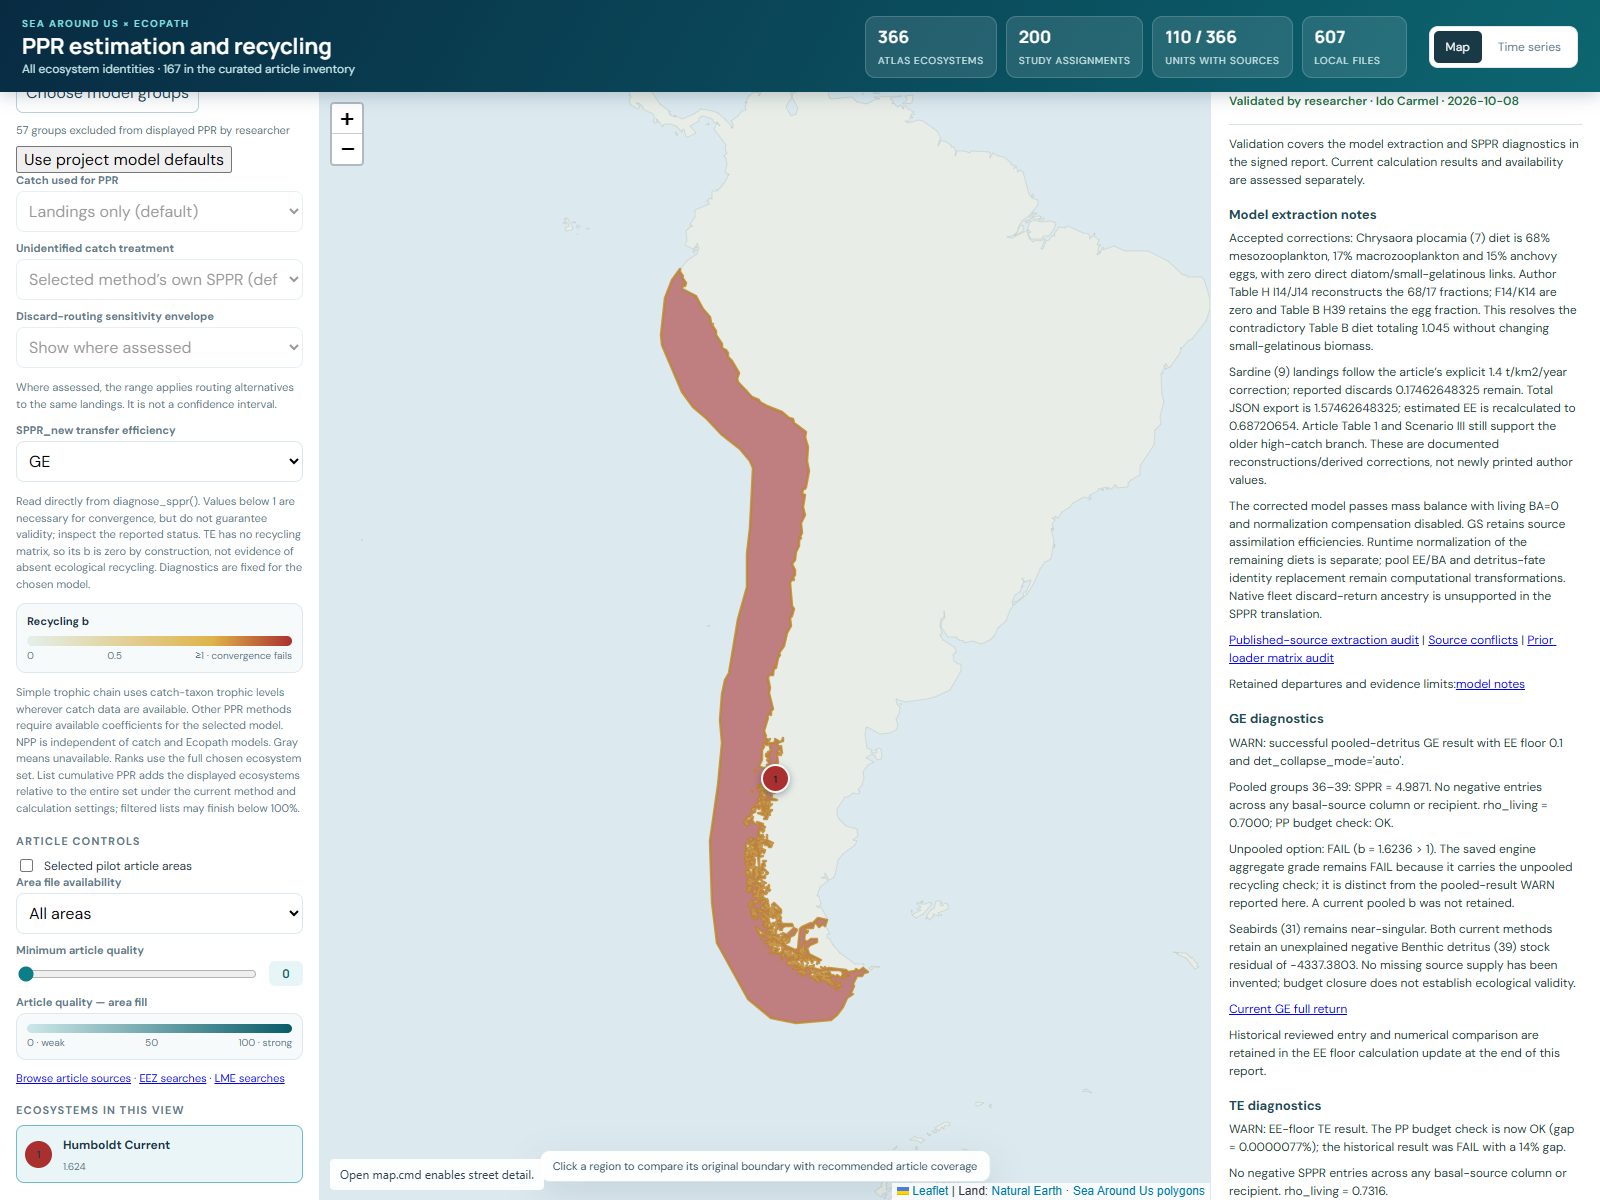 SEA AROUND US × ECOPATH
PPR estimation and recycling
All ecosystem identities · 167 in the curated article inventory
366
ATLAS ECOSYSTEMS
200
STUDY ASSIGNMENTS
110 / 366
UNITS WITH SOURCES
607
LOCAL FILES
Map
Time series
Choose model groups
57 groups excluded from displayed PPR by researcher
Use project model defaults
Catch used for PPR
Landings only (default)
Unidentified catch treatment
Selected method's own SPPR (def
Discard-routing sensitivity envelope
Show where assessed
Where assessed, the range applies routing alternatives
to the same landings. It is not a confidence interval.
SPPR_new transfer efficiency
GE
Read directly from diagnose_sppr(). Values below 1 are
necessary for convergence, but do not guarantee
validity; inspect the reported status. TE has no recycling
matrix, so its b is zero by construction, not evidence of
absent ecological recycling. Diagnostics are fixed for the
chosen model.
Recycling b
0
0.5
≥1 · convergence fails
Simple trophic chain uses catch-taxon trophic levels
wherever catch data are available. Other PPR methods
require available coefficients for the selected model.
NPP is independent of catch and Ecopath models. Gray
means unavailable. Ranks use the full chosen ecosystem
set. List cumulative PPR adds the displayed ecosystems
relative to the entire set under the current method and
calculation settings; filtered lists may finish below 100%.
ARTICLE CONTROLS
Selected pilot article areas
Area file availability
All areas
Minimum article quality
0
Article quality — area fill
0 · weak
50
100 · strong
Browse article sources · EEZ searches · LME searches
ECOSYSTEMS IN THIS VIEW
1
Humboldt Current
1.624
+
−
1
Open map.cmd enables street detail.
Click a region to compare its original boundary with recommended article coverage
Leaflet | Land: Natural Earth · Sea Around Us polygons
Validated by researcher · Ido Carmel · 2026-10-08
Validation covers the model extraction and SPPR diagnostics in
the signed report. Current calculation results and availability
are assessed separately.
Model extraction notes
Accepted corrections: Chrysaora plocamia (7) diet is 68%
mesozooplankton, 17% macrozooplankton and 15% anchovy
eggs, with zero direct diatom/small-gelatinous links. Author
Table H I14/J14 reconstructs the 68/17 fractions; F14/K14 are
zero and Table B H39 retains the egg fraction. This resolves the
contradictory Table B diet totaling 1.045 without changing
small-gelatinous biomass.
Sardine (9) landings follow the article's explicit 1.4 t/km2/year
correction; reported discards 0.17462648325 remain. Total
JSON export is 1.57462648325; estimated EE is recalculated to
0.68720654. Article Table 1 and Scenario III still support the
older high-catch branch. These are documented
reconstructions/derived corrections, not newly printed author
values.
The corrected model passes mass balance with living BA=0
and normalization compensation disabled. GS retains source
assimilation efficiencies. Runtime normalization of the
remaining diets is separate; pool EE/BA and detritus-fate
identity replacement remain computational transformations.
Native fleet discard-return ancestry is unsupported in the
SPPR translation.
Published-source extraction audit | Source conflicts | Prior
loader matrix audit
Retained departures and evidence limits:model notes
GE diagnostics
WARN: successful pooled-detritus GE result with EE floor 0.1
and det_collapse_mode='auto'.
Pooled groups 36–39: SPPR = 4.9871. No negative entries
across any basal-source column or recipient. rho_living =
0.7000; PP budget check: OK.
Unpooled option: FAIL (b = 1.6236 > 1). The saved engine
aggregate grade remains FAIL because it carries the unpooled
recycling check; it is distinct from the pooled-result WARN
reported here. A current pooled b was not retained.
Seabirds (31) remains near-singular. Both current methods
retain an unexplained negative Benthic detritus (39) stock
residual of -4337.3803. No missing source supply has been
invented; budget closure does not establish ecological validity.
Current GE full return
Historical reviewed entry and numerical comparison are
retained in the EE floor calculation update at the end of this
report.
TE diagnostics
WARN: EE-floor TE result. The PP budget check is now OK (gap
= 0.0000077%); the historical result was FAIL with a 14% gap.
No negative SPPR entries across any basal-source column or
recipient. rho_living = 0.7316.